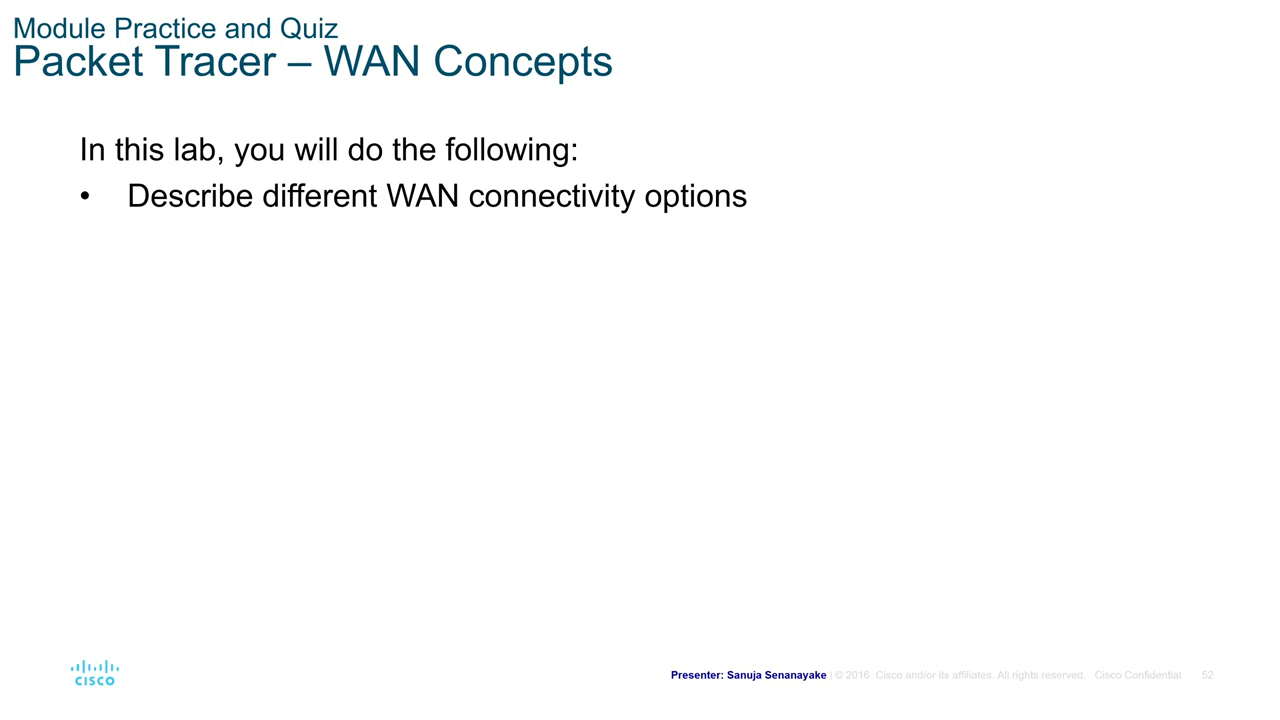 Module Practice and Quiz
Packet Tracer – WAN Concepts
In this lab, you will do the following:
• Describe different WAN connectivity options
CISCO
Presenter: Sanuja Senanayake | © 2016 Cisco and/or its affiliates. All rights reserved. Cisco Confidential 52